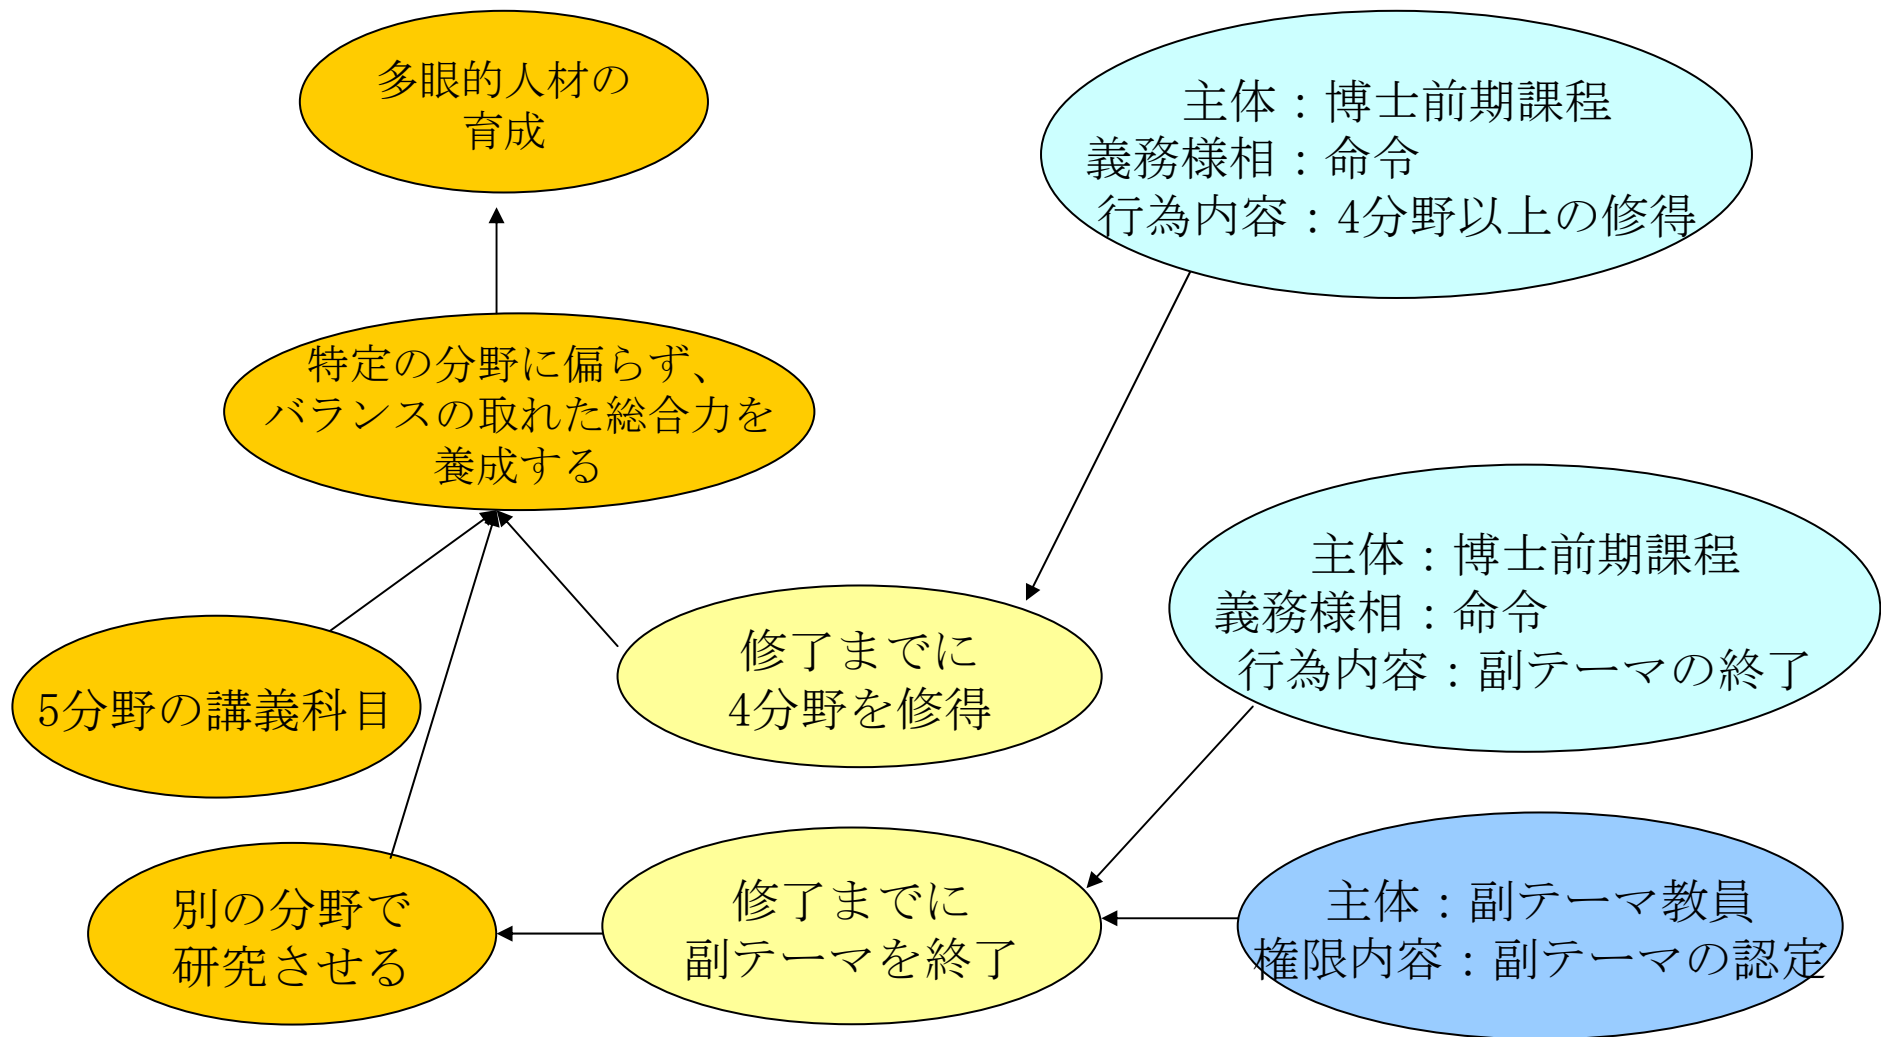 多眼的人材の
育成
主体：博士前期課程
義務様相：命令
行為内容：4分野以上の修得
特定の分野に偏らず、
バランスの取れた総合力を
養成する
主体：博士前期課程
義務様相：命令
行為内容：副テーマの終了
5分野の講義科目
修了までに
4分野を修得
別の分野で
研究させる
修了までに
副テーマを終了
主体：副テーマ教員
権限内容：副テーマの認定